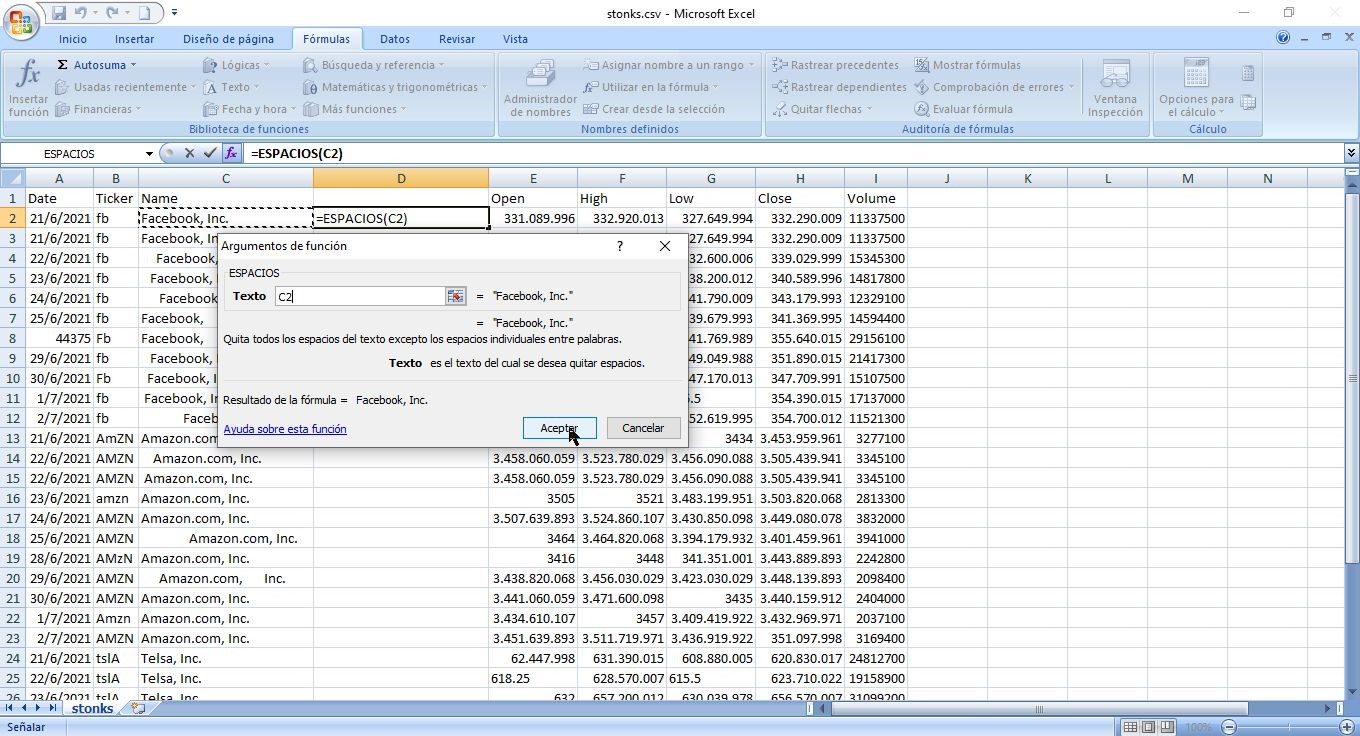 stonks.csv - Microsoft Excel
Inicio Insertar Diseño de página Fórmulas Datos Revisar Vista
Insertar función
Σ Autosuma
Usadas recientemente
Financieras
Lógicas
Texto
Fecha y hora
Búsqueda y referencia
Matemáticas y trigonométricas
Más funciones
Biblioteca de funciones
Administrador de nombres
Asignar nombre a un rango
Utilizar en la fórmula
Crear desde la selección
Nombres definidos
Rastrear precedentes
Rastrear dependientes
Quitar flechas
Mostrar fórmulas
Comprobación de errores
Evaluar fórmula
Auditoría de fórmulas
Ventana Inspección
Opciones para el cálculo
Cálculo
ESPACIOS fx =ESPACIOS(C2)
A B C D E F G H I J K L M N
1 Date Ticker Name Open High Low Close Volume
2 21/6/2021 fb Facebook, Inc. =ESPACIOS(C2) 331.089.996 332.920.013 327.649.994 332.290.009 11337500
3 21/6/2021 fb Facebook, In 27.649.994 332.290.009 11337500
4 22/6/2021 fb Facebook, 32.600.006 339.029.999 15345300
5 23/6/2021 fb Facebook, 38.200.012 340.589.996 14817800
6 24/6/2021 fb Facebook 41.790.009 343.179.993 12329100
7 25/6/2021 fb Facebook, 39.679.993 341.369.995 14594400
8 44375 Fb Facebook, 41.769.989 355.640.015 29156100
9 29/6/2021 fb Facebook, 49.049.988 351.890.015 21417300
10 30/6/2021 Fb Facebook, I 47.170.013 347.709.991 15107500
11 1/7/2021 fb Facebook, In 5.5 354.390.015 17137000
12 2/7/2021 fb Faceb 52.619.995 354.700.012 11521300
13 21/6/2021 AmZN Amazon.com 3434 3.453.959.961 3277100
14 22/6/2021 AMZN Amazon.com, Inc. 3.458.060.059 3.523.780.029 3.456.090.088 3.505.439.941 3345100
15 22/6/2021 AMZN Amazon.com, Inc. 3.458.060.059 3.523.780.029 3.456.090.088 3.505.439.941 3345100
16 23/6/2021 amzn Amazon.com, Inc. 3505 3521 3.483.199.951 3.503.820.068 2813300
17 24/6/2021 AMZN Amazon.com, Inc. 3.507.639.893 3.524.860.107 3.430.850.098 3.449.080.078 3832000
18 25/6/2021 AMZN Amazon.com, Inc. 3464 3.464.820.068 3.394.179.932 3.401.459.961 3941000
19 28/6/2021 AMzN Amazon.com, Inc. 3416 3448 341.351.001 3.443.889.893 2242800
20 29/6/2021 AMZN Amazon.com, Inc. 3.438.820.068 3.456.030.029 3.423.030.029 3.448.139.893 2098400
21 30/6/2021 AMZN Amazon.com, Inc. 3.441.060.059 3.471.600.098 3435 3.440.159.912 2404000
22 1/7/2021 Amzn Amazon.com, Inc. 3.434.610.107 3457 3.409.419.922 3.432.969.971 2037100
23 2/7/2021 AMZN Amazon.com, Inc. 3.451.639.893 3.511.719.971 3.436.919.922 351.097.998 3169400
24 21/6/2021 tslA Telsa, Inc. 62.447.998 631.390.015 608.880.005 620.830.017 24812700
25 22/6/2021 tslA Telsa, Inc. 618.25 628.570.007 615.5 623.710.022 19158900
26 23/6/2021 tslA Telsa, Inc. 632 657.200.012 630.039.978 656.570.007 31099200
Argumentos de función ?
ESPACIOS
Texto C2 = "Facebook, Inc."
= "Facebook, Inc."
Quita todos los espacios del texto excepto los espacios individuales entre palabras.
Texto es el texto del cual se desea quitar espacios.
Resultado de la fórmula = Facebook, Inc.
Ayuda sobre esta función Aceptar Cancelar
stonks
Señalar 100%